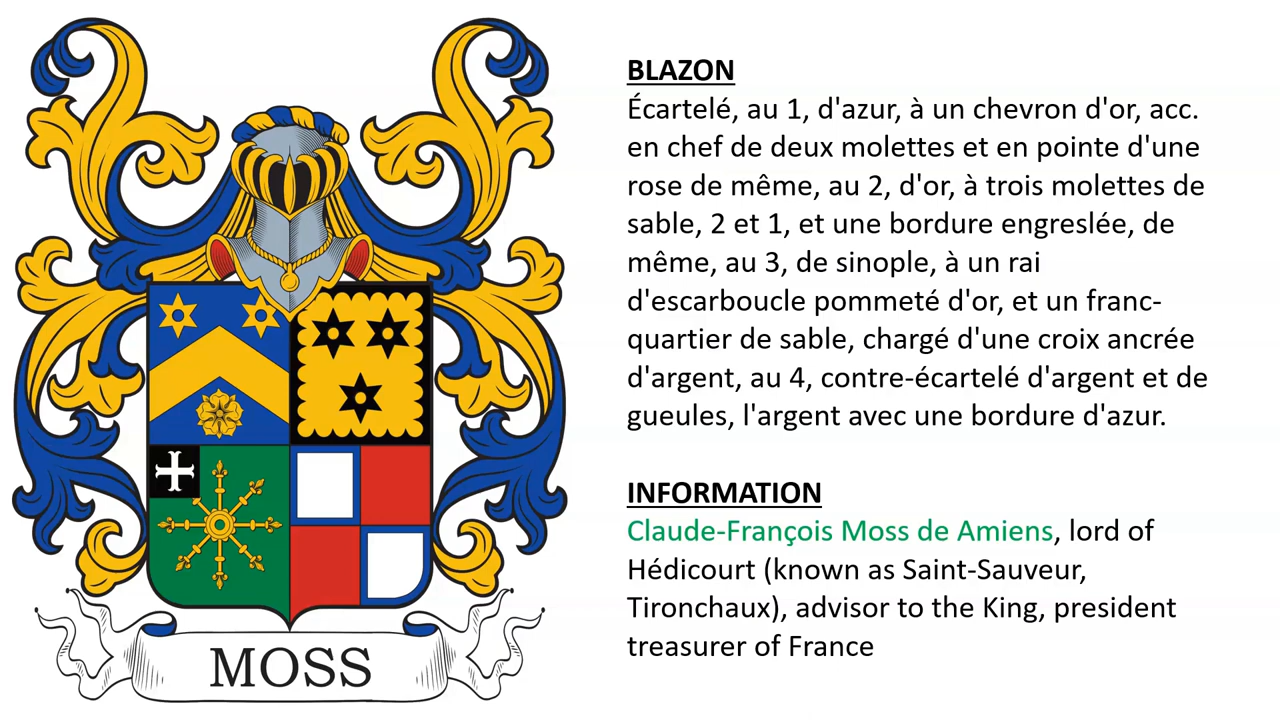 BLAZON
Écartelé, au 1, d'azur, à un chevron d'or, acc.
en chef de deux molettes et en pointe d'une
rose de même, au 2, d'or, à trois molettes de
sable, 2 et 1, et une bordure engreslée, de
même, au 3, de sinople, à un rai
d'escarboucle pommeté d'or, et un franc-
quartier de sable, chargé d'une croix ancrée
d'argent, au 4, contre-écartelé d'argent et de
gueules, l'argent avec une bordure d'azur.
INFORMATION
Claude-François Moss de Amiens, lord of
Hédicourt (known as Saint-Sauveur,
Tironchaux), advisor to the King, president
treasurer of France
MOSS